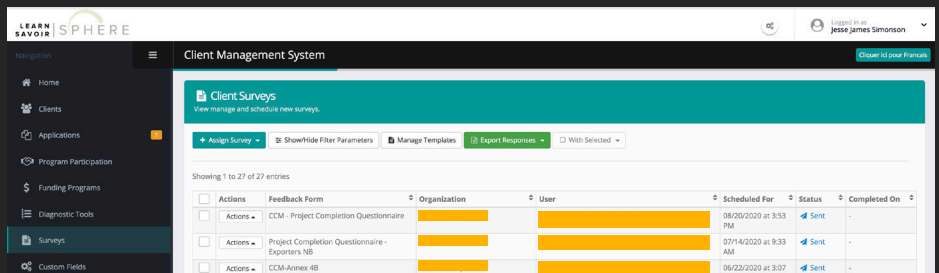 LEARN
SAVOIR
SPHERE
Logged in as
Jesse James Simonson
Navigation
Client Management System
Cliquer ici pour Francais
Home
Clients
Applications
1
Program Participation
Funding Programs
Diagnostic Tools
Surveys
Custom Fields
Client Surveys
View manage and schedule new surveys.
Assign Survey
Show/Hide Filter Parameters
Manage Templates
Export Responses
With Selected
Showing 1 to 27 of 27 entries
Actions Feedback Form Organization User Scheduled For Status Completed On
Actions CCM - Project Completion Questionnaire 08/20/2020 at 3:53 Sent -
PM
Actions Project Completion Questionnaire - 07/14/2020 at 9:33 Sent -
Exporters NB AM
Actions CCM-Annex 4B 06/22/2020 at 3:07 Sent -